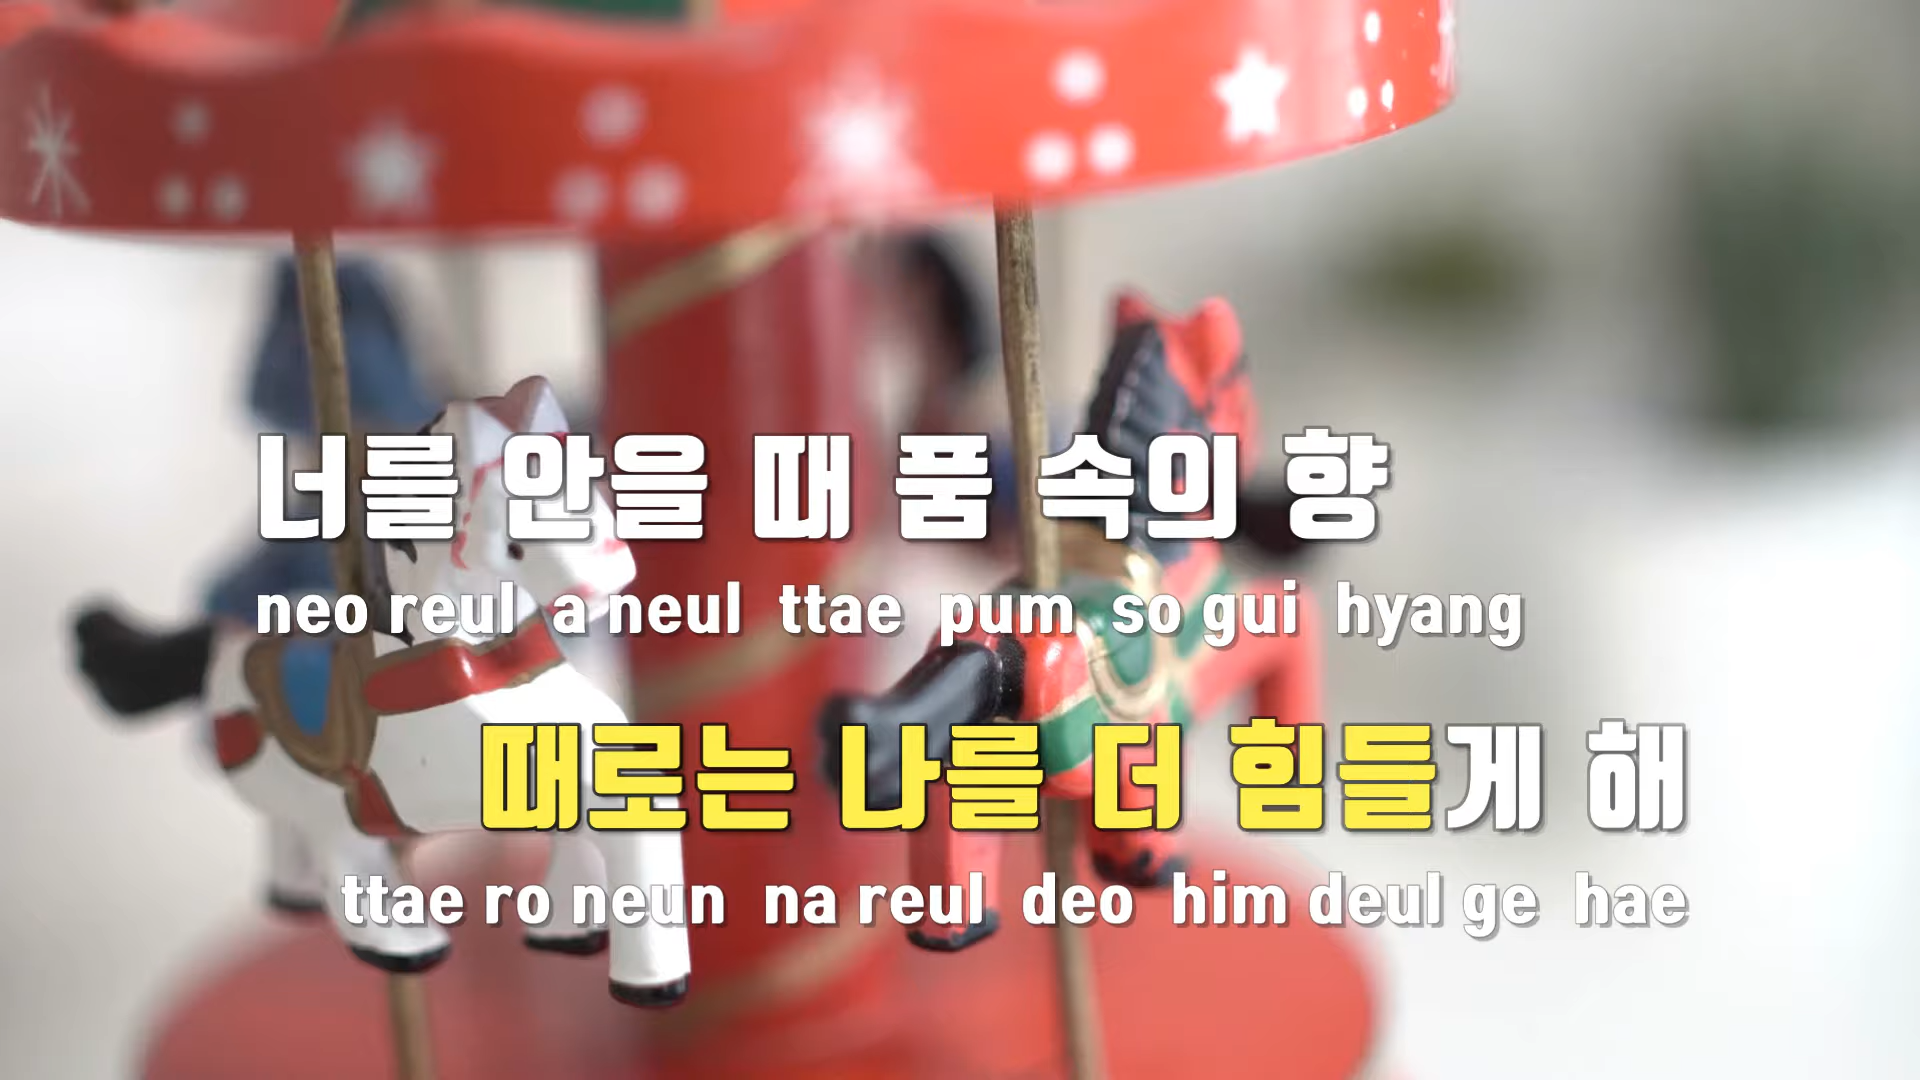 너를 안을 때 품 속의 향
neo reul a neul ttae pum so gui hyang
때로는 나를 더 힘들게 해
ttae ro neun na reul deo him deul ge hae